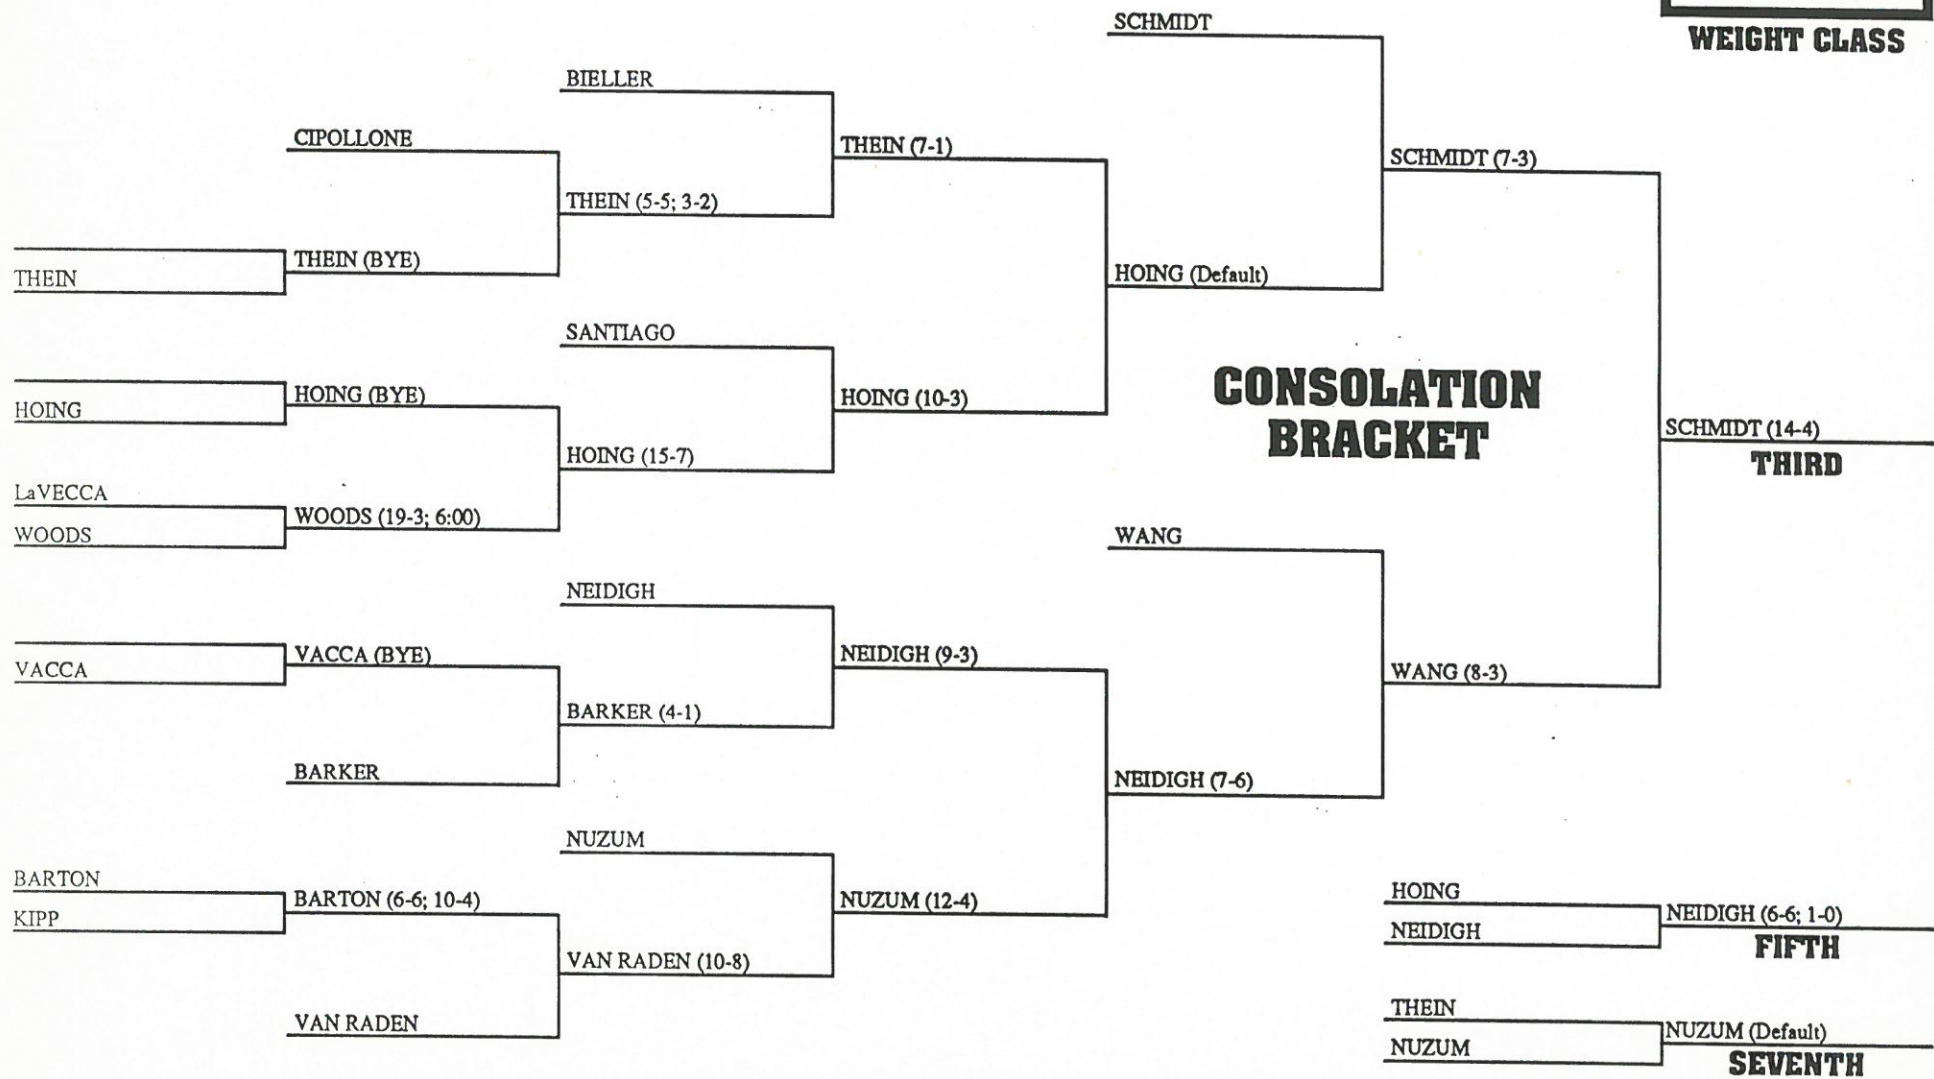 SCHMIDT
WEIGHT CLASS
BIELLER
CIPOLLONE
THEIN (7-1)
SCHMIDT (7-3)
THEIN (5-5; 3-2)
THEIN (BYE)
THEIN
HOING (Default)
SANTIAGO
HOING (BYE)
HOING
HOING (10-3)
CONSOLATION
BRACKET
SCHMIDT (14-4)
THIRD
HOING (15-7)
LaVECCA
WOODS (19-3; 6:00)
WOODS
WANG
NEIDIGH
VACCA (BYE)
VACCA
NEIDIGH (9-3)
WANG (8-3)
BARKER (4-1)
BARKER
NEIDIGH (7-6)
NUZUM
BARTON
BARTON (6-6; 10-4)
KIPP
NUZUM (12-4)
HOING
NEIDIGH (6-6; 1-0)
NEIDIGH
FIFTH
VAN RADEN (10-8)
VAN RADEN
THEIN
NUZUM (Default)
NUZUM
SEVENTH